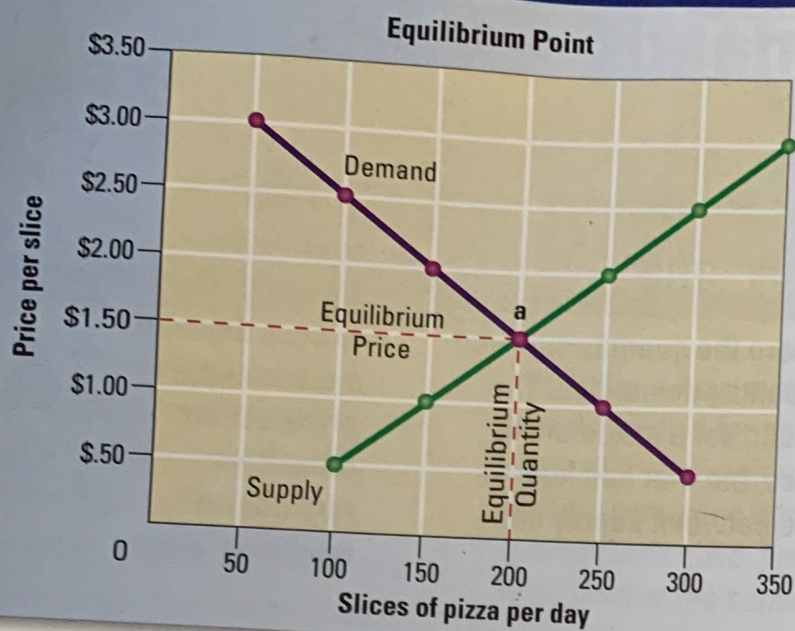 Equilibrium Point
Price per slice
$3.50
$3.00
$2.50
$2.00
$1.50
$1.00
$.50
0
Demand
a
Equilibrium
Price
Equilibrium
Quantity
Supply
50
100
150
200
250
300
350
Slices of pizza per day